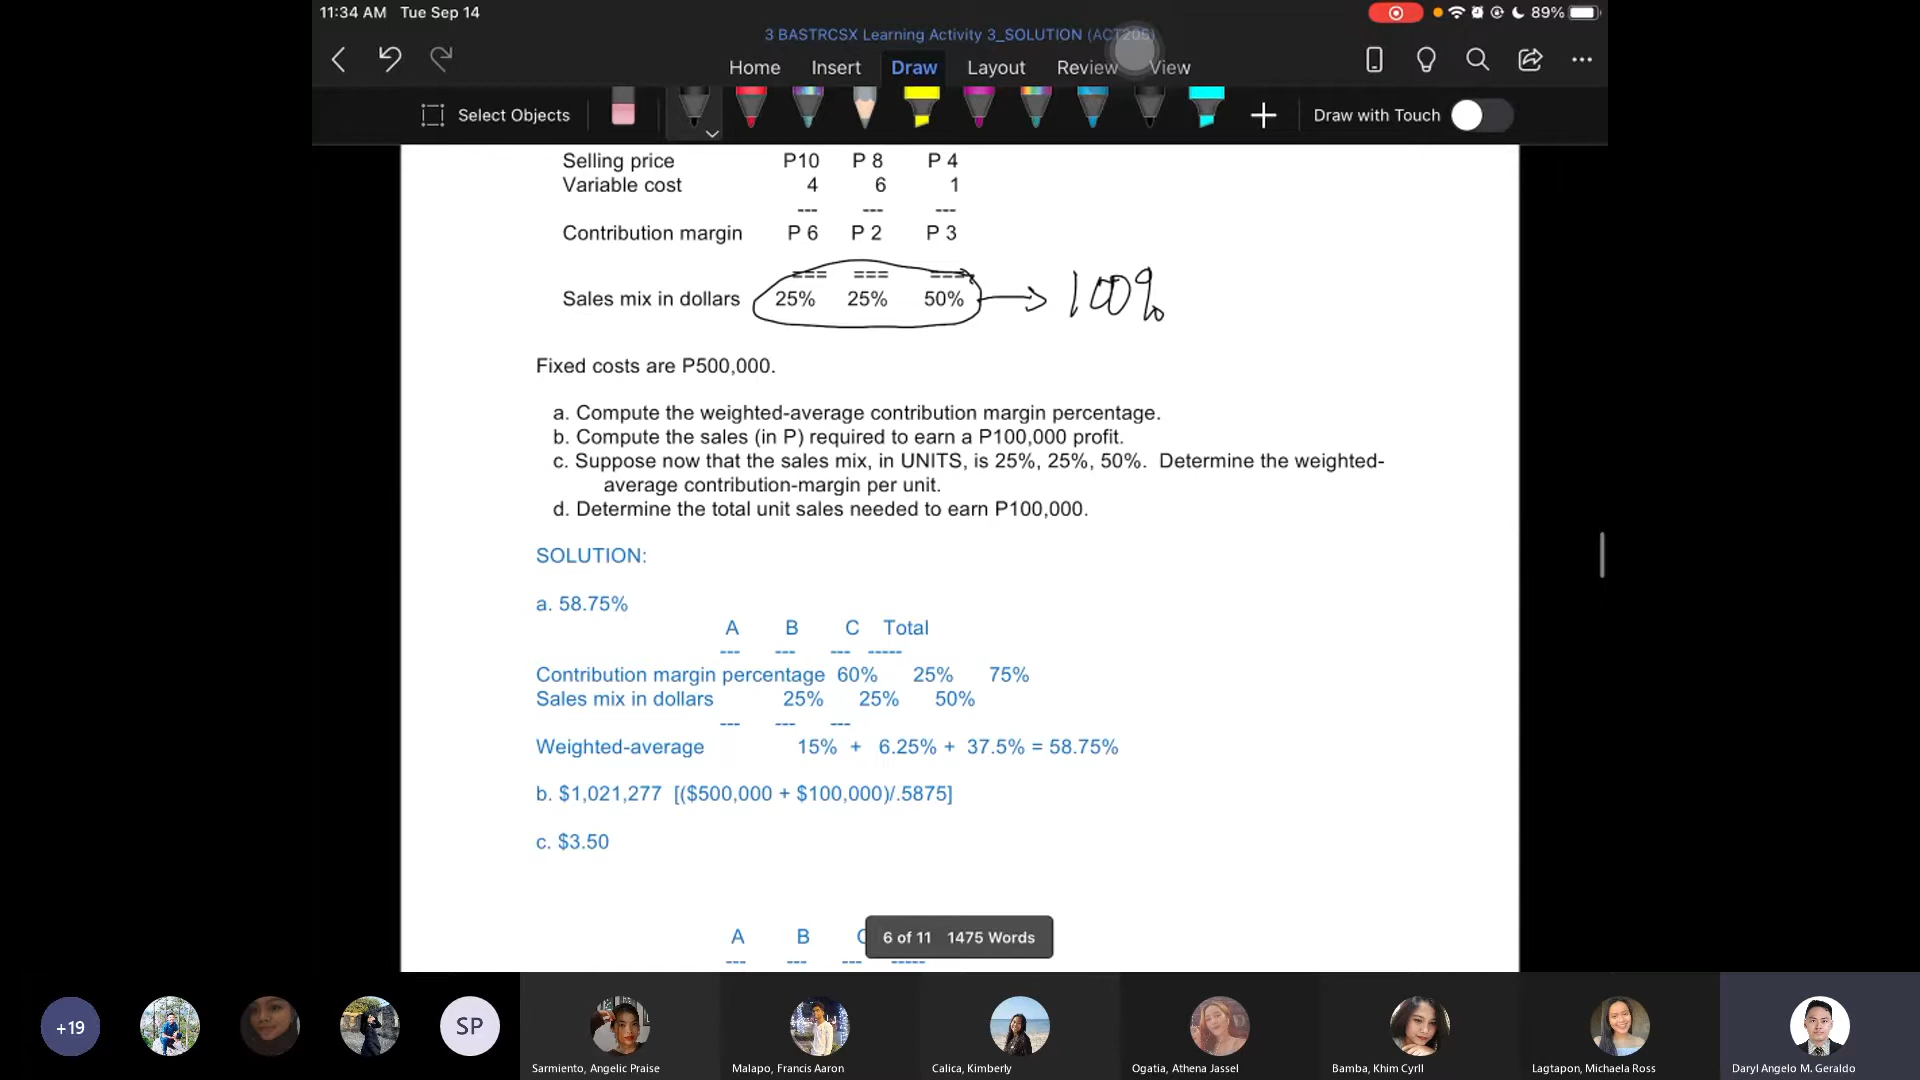 11:34 AM Tue Sep 14
89%
3 BASTRCSX Learning Activity 3_SOLUTION (ACT205)
Home Insert Draw Layout Review View
Select Objects
Draw with Touch
Selling price P10 P 8 P 4
Variable cost 4 6 1
--- --- ---
Contribution margin P 6 P 2 P 3
=== === ===
Sales mix in dollars 25% 25% 50% 100%
Fixed costs are P500,000.
a. Compute the weighted-average contribution margin percentage.
b. Compute the sales (in P) required to earn a P100,000 profit.
c. Suppose now that the sales mix, in UNITS, is 25%, 25%, 50%. Determine the weighted-
average contribution-margin per unit.
d. Determine the total unit sales needed to earn P100,000.
SOLUTION:
a. 58.75%
A B C Total
--- --- --- -----
Contribution margin percentage 60% 25% 75%
Sales mix in dollars 25% 25% 50%
--- --- ---
Weighted-average 15% + 6.25% + 37.5% = 58.75%
b. $1,021,277 [($500,000 + $100,000)/.5875]
c. $3.50
A B C
--- --- --- -----
6 of 11 1475 Words
+19
SP
Sarmiento, Angelic Praise
Malapo, Francis Aaron
Calica, Kimberly
Ogatia, Athena Jassel
Bamba, Khim Cyrll
Lagtapon, Michaela Ross
Daryl Angelo M. Geraldo